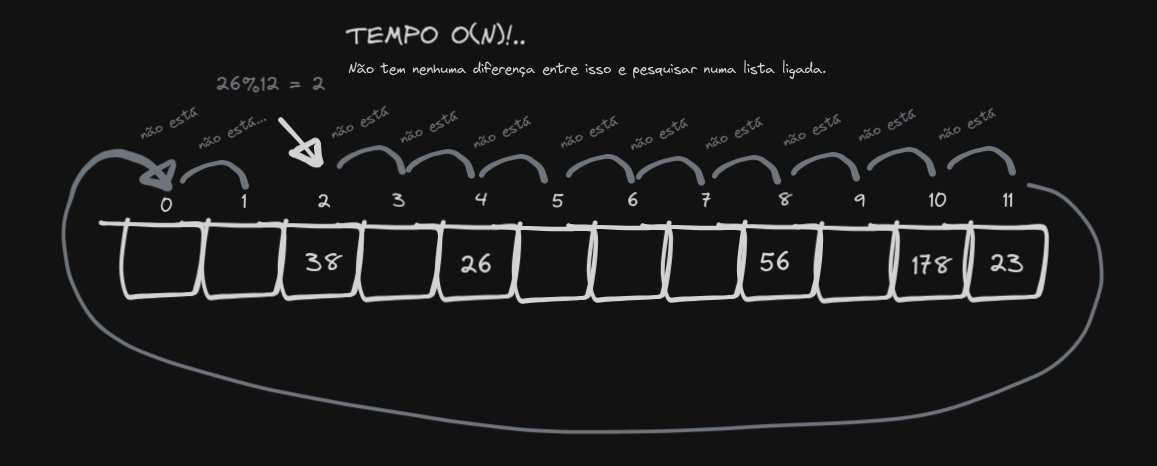 TEMPO O(N)!..
Não tem nenhuma diferença entre isso e pesquisar numa lista ligada.
26%12 = 2
não está não está... não está não está não está não está não está não está não está não está não está
0 1 2 3 4 5 6 7 8 9 10 11
38 26 56 178 23